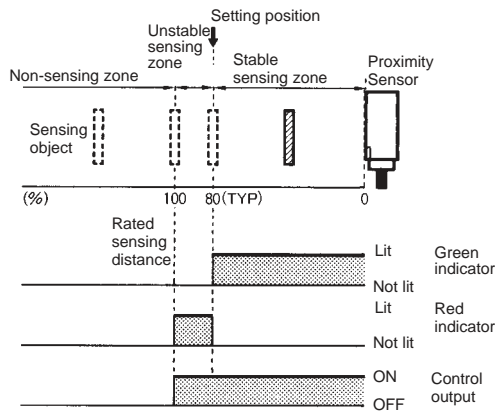 Setting position
Unstable
sensing
zone
Stable
sensing zone
Proximity
Sensor
Non-sensing zone
Sensing
object
(%) 100 80(TYP) 0
Rated
sensing
distance
Lit
Green
indicator
Not lit
Lit
Red
indicator
Not lit
ON
Control
output
OFF